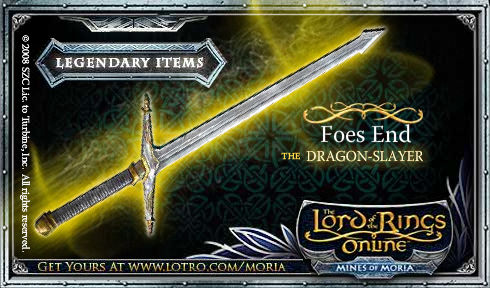 LEGENDARY ITEMS
© 2008 SZC Lic. to Turbine, Inc. All rights reserved.
Foes End
THE DRAGON-SLAYER
The
Lord of the Rings
Online
MINES OF MORIA
GET YOURS AT WWW.LOTRO.COM/MORIA